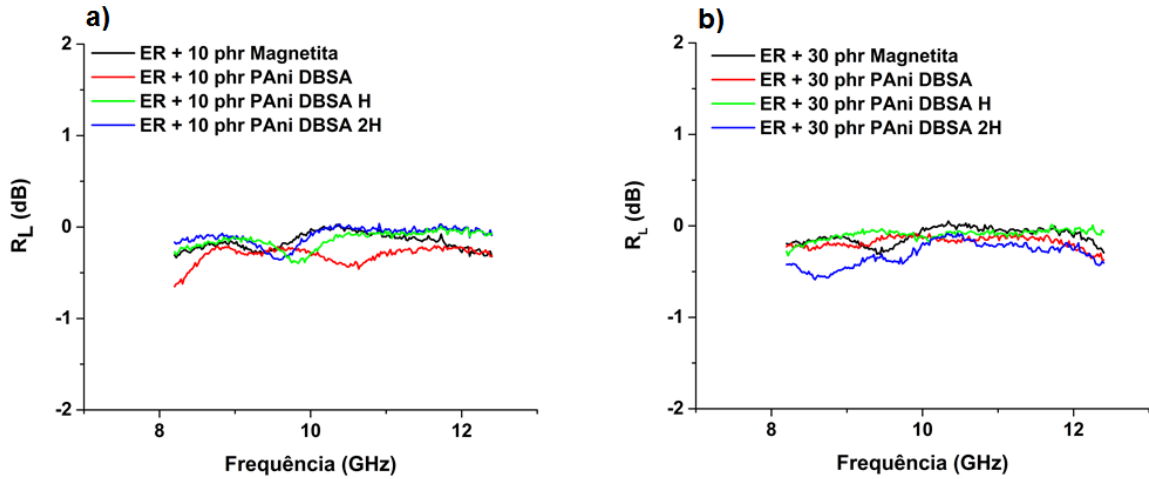 a)
ER + 10 phr Magnetita
ER + 10 phr PAni DBSA
ER + 10 phr PAni DBSA H
ER + 10 phr PAni DBSA 2H
2
1
0
-1
-2
RL (dB)
8
10
12
Frequência (GHz)
b)
ER + 30 phr Magnetita
ER + 30 phr PAni DBSA
ER + 30 phr PAni DBSA H
ER + 30 phr PAni DBSA 2H
2
1
0
-1
-2
RL (dB)
8
10
12
Frequência (GHz)